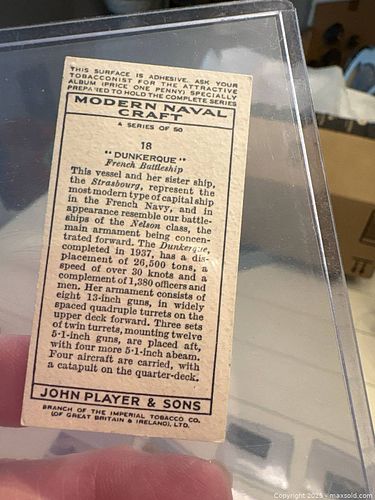 THIS SURFACE IS ADHESIVE. ASK YOUR
TOBACCONIST FOR THE ATTRACTIVE
ALBUM (PRICE ONE PENNY) SPECIALLY
PREPARED TO HOLD THE COMPLETE SERIES
MODERN NAVAL
CRAFT
A SERIES OF 50
18
"DUNKERQUE"
French Battleship
This vessel and her sister ship,
the Strasbourg, represent the
most modern type of capital ship
in the French Navy, and in
appearance resemble our battle-
ships of the Nelson class, the
main armament being concen-
trated forward. The Dunkerque,
completed in 1937, has a dis-
placement of 26,500 tons, a
speed of over 30 knots and a
complement of 1,380 officers and
men. Her armament consists of
eight 13-inch guns, in widely
spaced quadruple turrets on the
upper deck forward. Three sets
of twin turrets, mounting twelve
5·1-inch guns, are placed aft,
with four more 5·1-inch abeam.
Four aircraft are carried, with
a catapult on the quarter-deck.
JOHN PLAYER & SONS
BRANCH OF THE IMPERIAL TOBACCO CO.
(OF GREAT BRITAIN & IRELAND), LTD.
Copyright 2025 - maxsold.com